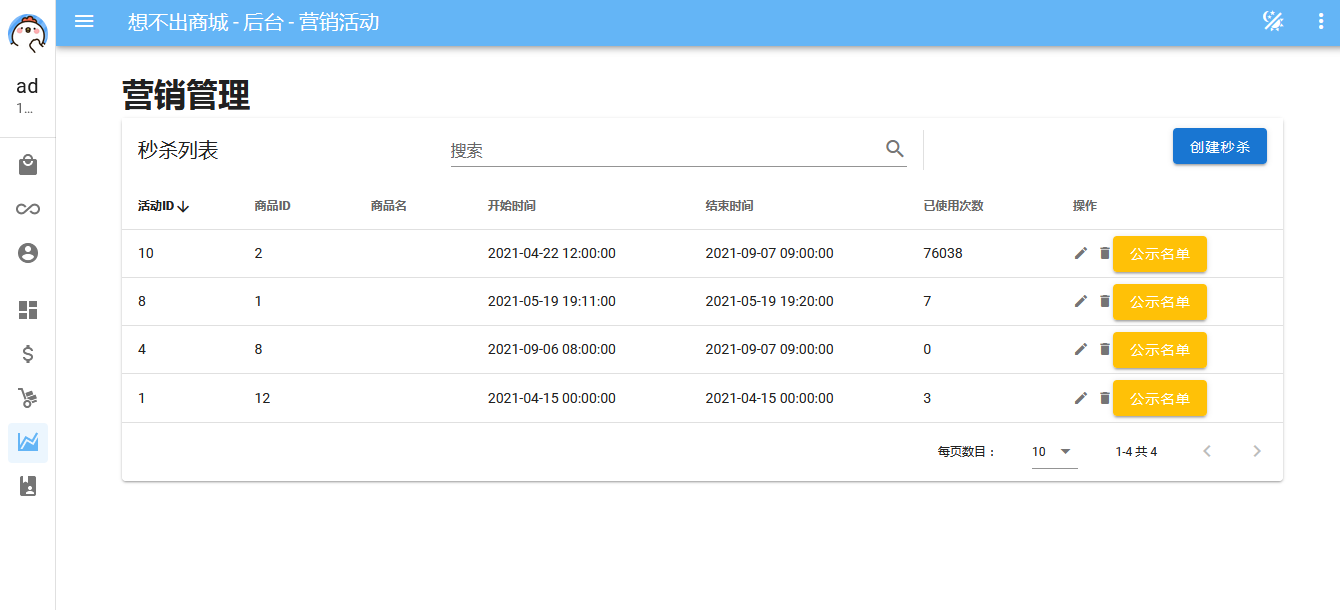 想不出商城 - 后台 - 营销活动
ad
1...
营销管理
秒杀列表
搜索
创建秒杀
活动ID 商品ID 商品名 开始时间 结束时间 已使用次数 操作
10 2 2021-04-22 12:00:00 2021-09-07 09:00:00 76038 公示名单
8 1 2021-05-19 19:11:00 2021-05-19 19:20:00 7 公示名单
4 8 2021-09-06 08:00:00 2021-09-07 09:00:00 0 公示名单
1 12 2021-04-15 00:00:00 2021-04-15 00:00:00 3 公示名单
每页数目： 10 1-4 共 4